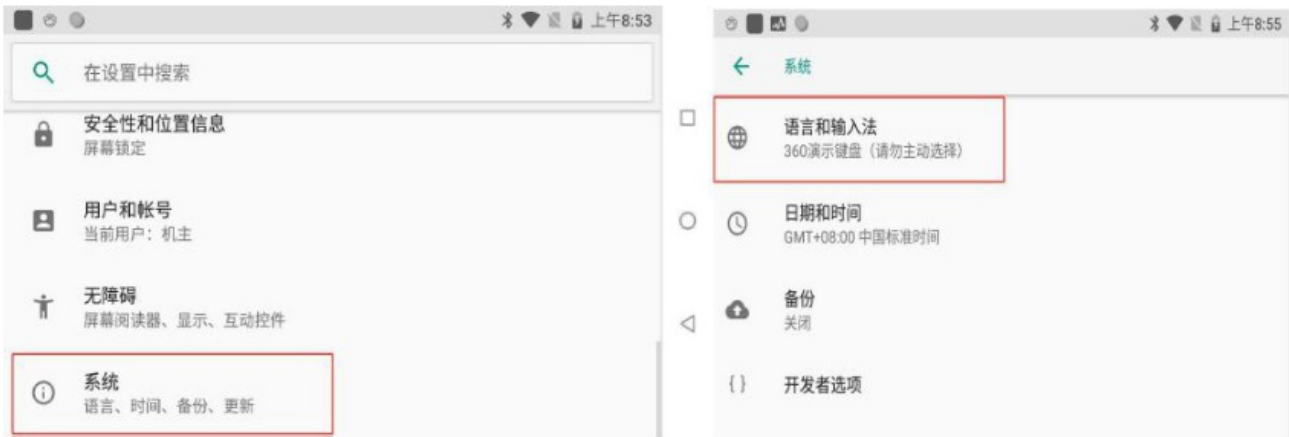 上午8:53
在设置中搜索
安全性和位置信息
屏幕锁定
用户和帐号
当前用户：机主
无障碍
屏幕阅读器、显示、互动控件
系统
语言、时间、备份、更新
上午8:55
系统
语言和输入法
360演示键盘（请勿主动选择）
日期和时间
GMT+08:00 中国标准时间
备份
关闭
{ } 开发者选项